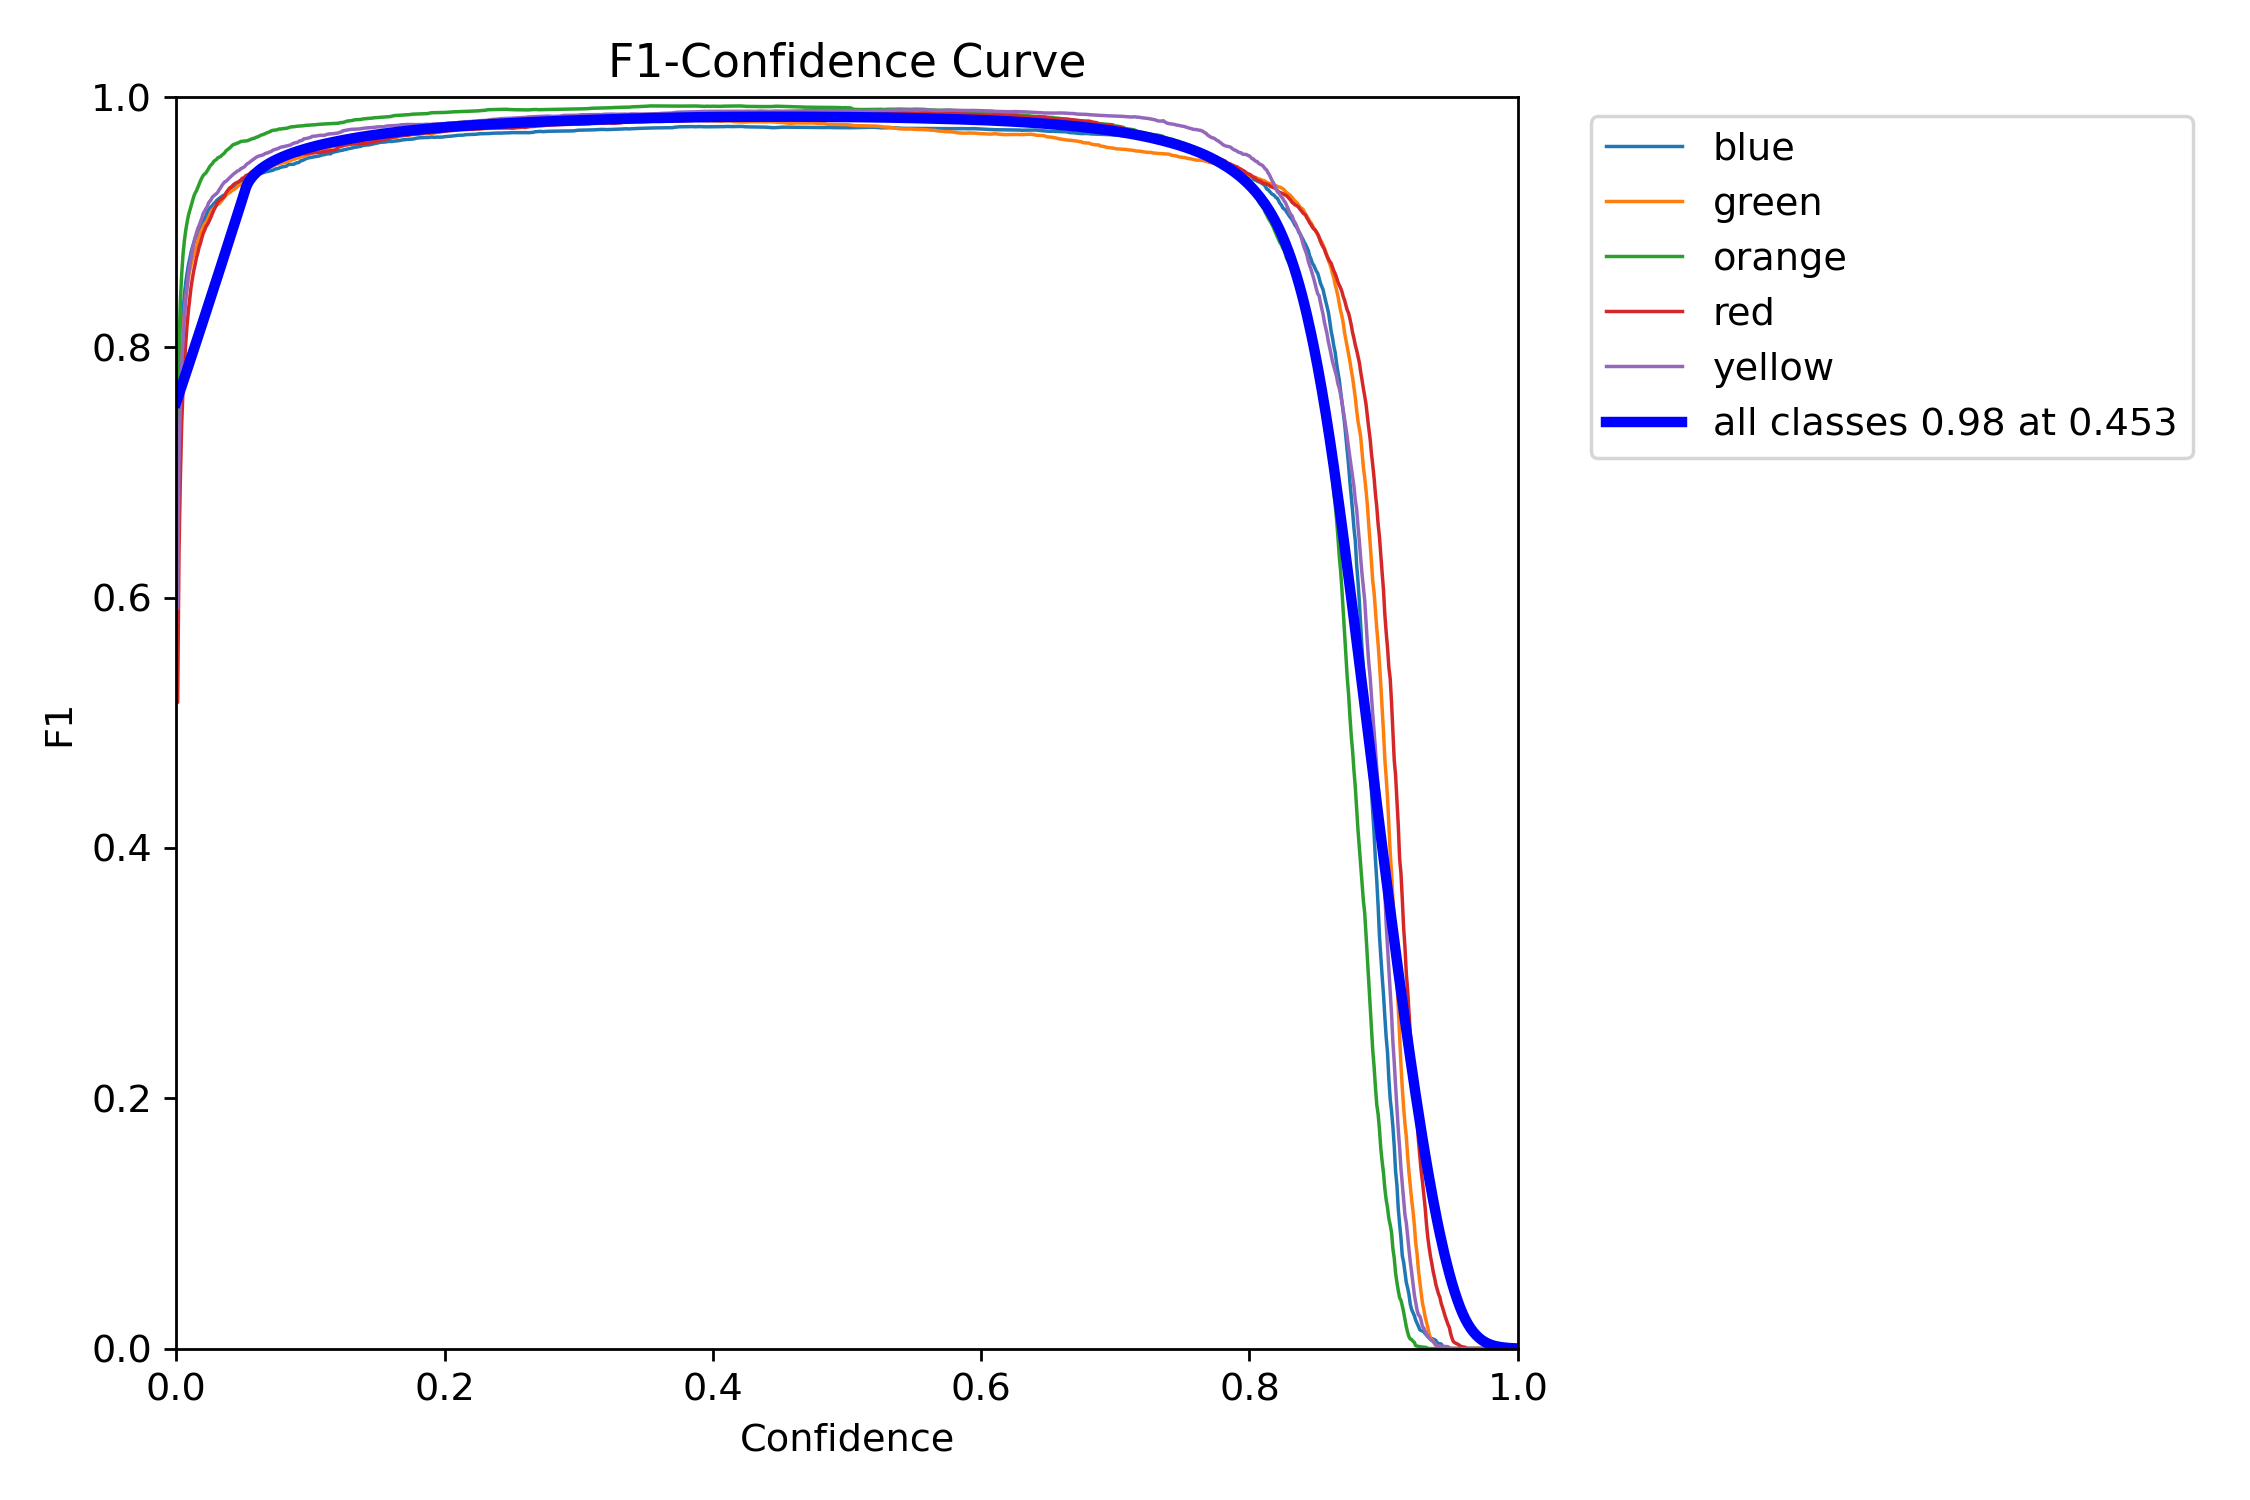 F1-Confidence Curve
1.0
0.8
0.6
0.4
0.2
0.0
F1
0.0 0.2 0.4 0.6 0.8 1.0
Confidence
blue
green
orange
red
yellow
all classes 0.98 at 0.453